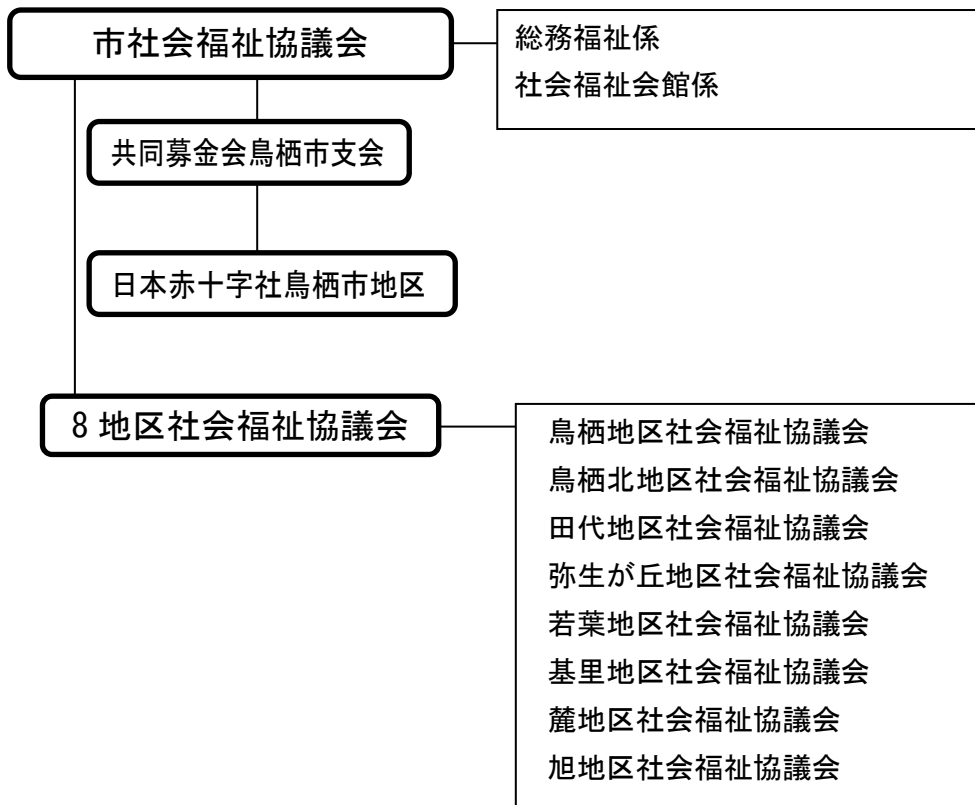 市社会福祉協議会
総務福祉係
社会福祉会館係
共同募金会鳥栖市支会
日本赤十字社鳥栖市地区
8地区社会福祉協議会
鳥栖地区社会福祉協議会
鳥栖北地区社会福祉協議会
田代地区社会福祉協議会
弥生が丘地区社会福祉協議会
若葉地区社会福祉協議会
基里地区社会福祉協議会
麓地区社会福祉協議会
旭地区社会福祉協議会